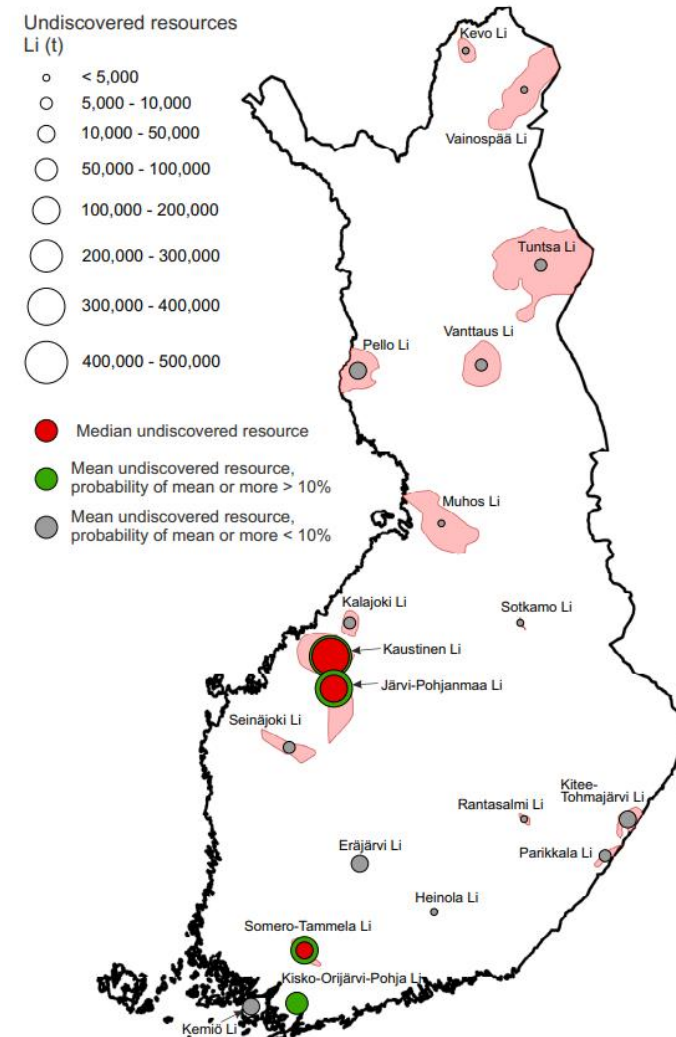 Undiscovered resources
Li (t)
< 5,000
5,000 - 10,000
10,000 - 50,000
50,000 - 100,000
100,000 - 200,000
200,000 - 300,000
300,000 - 400,000
400,000 - 500,000
Median undiscovered resource
Mean undiscovered resource,
probability of mean or more > 10%
Mean undiscovered resource,
probability of mean or more < 10%
Kevo Li
Vainospää Li
Tuntsa Li
Vanttaus Li
Pello Li
Muhos Li
Kalajoki Li
Sotkamo Li
Kaustinen Li
Järvi-Pohjanmaa Li
Seinäjoki Li
Kitee-
Tohmajärvi Li
Rantasalmi Li
Eräjärvi Li
Parikkala Li
Heinola Li
Somero-Tammela Li
Kisko-Orijärvi-Pohja Li
Kemiö Li